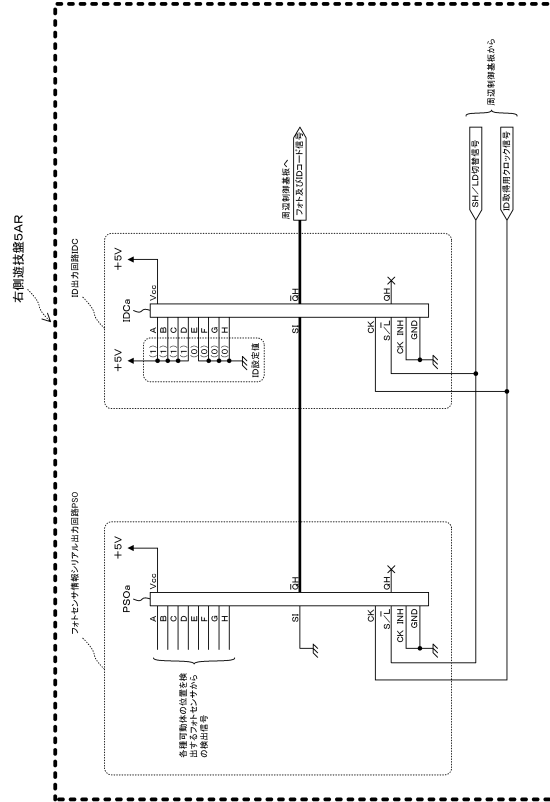 右側遊技盤5AR
フォトセンサ情報シリアル出力回路PSO
+5V
PSOa
Vcc
A
B
C
D
E
F
G
H
各種可動体の位置を検
出するフォトセンサから
の検出信号
SI
QH
QH
CK
S/L
CK INH
GND
ID出力回路IDC
+5V
+5V
IDCa
Vcc
(1) A
(1) B
(1) C
(1) D
(0) E
(0) F
(0) G
(0) H
ID設定値
SI
QH
QH
CK
S/L
CK INH
GND
周辺制御基板へ
フォト及びIDコード信号
周辺制御基板から
SH/LD切替信号
ID取得用クロック信号